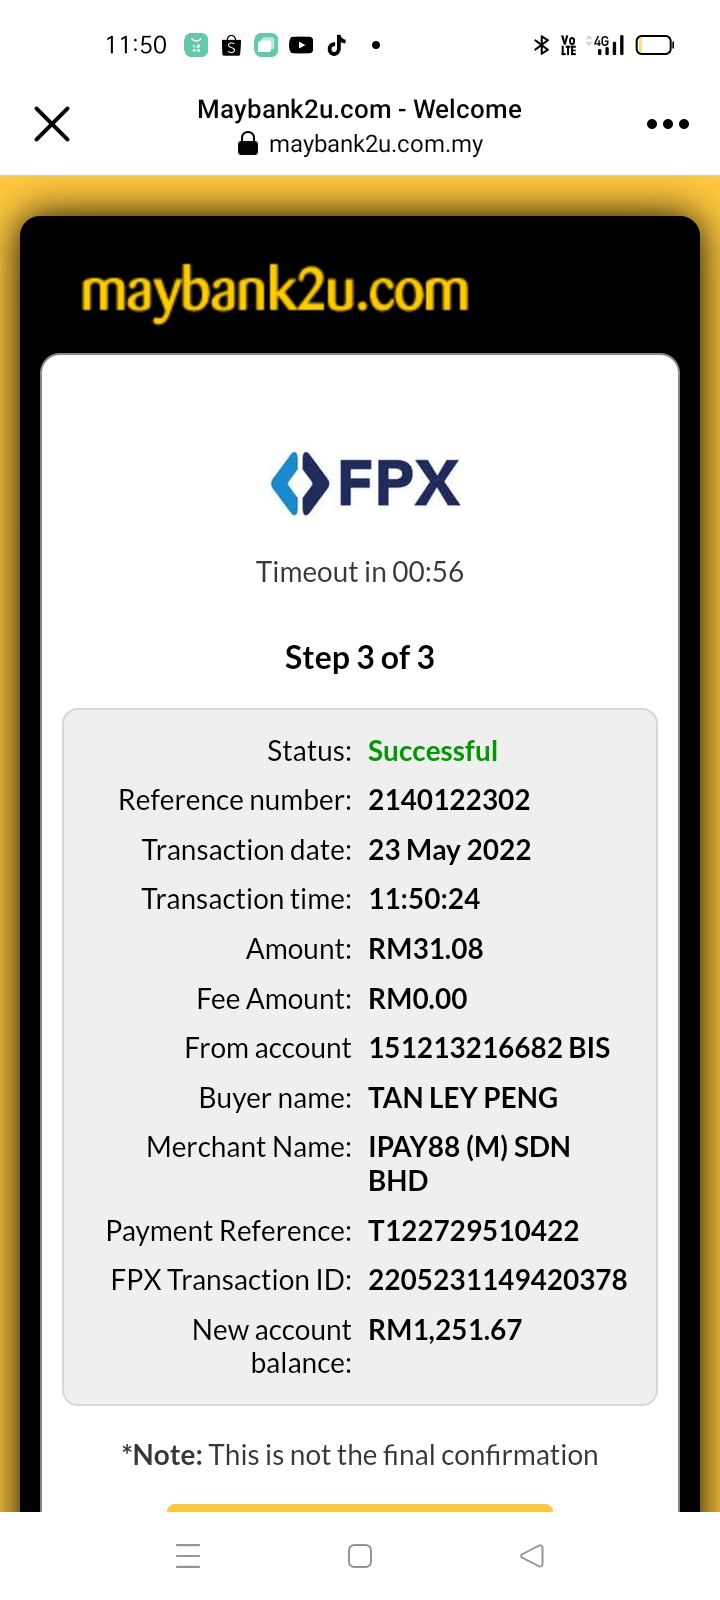 11:50
VO LTE 4G
Maybank2u.com - Welcome
maybank2u.com.my
maybank2u.com
FPX
Timeout in 00:56
Step 3 of 3
Status: Successful
Reference number: 2140122302
Transaction date: 23 May 2022
Transaction time: 11:50:24
Amount: RM31.08
Fee Amount: RM0.00
From account 151213216682 BIS
Buyer name: TAN LEY PENG
Merchant Name: IPAY88 (M) SDN
BHD
Payment Reference: T122729510422
FPX Transaction ID: 2205231149420378
New account RM1,251.67
balance:
*Note: This is not the final confirmation